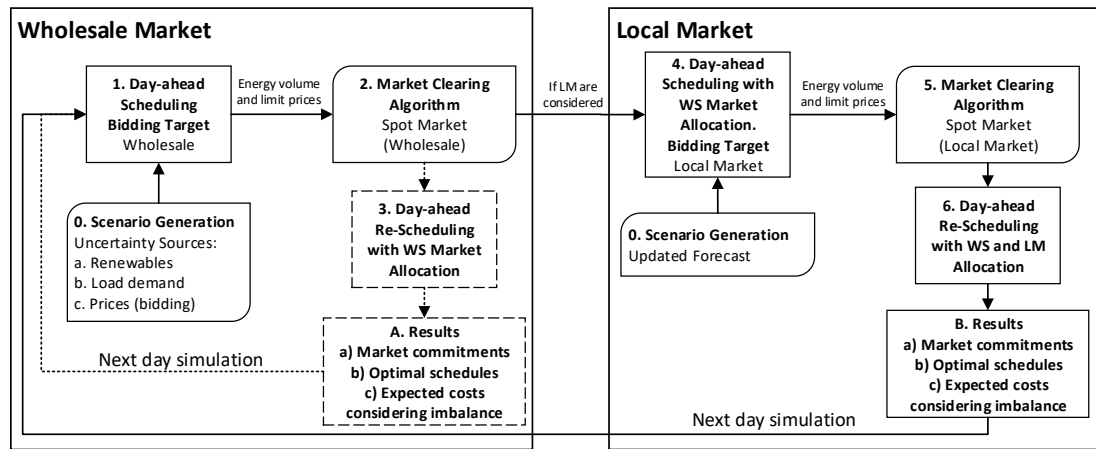 Wholesale Market
1. Day-ahead
Scheduling
Bidding Target
Wholesale
Energy volume
and limit prices
2. Market Clearing
Algorithm
Spot Market
(Wholesale)
If LM are
considered
0. Scenario Generation
Uncertainty Sources:
a. Renewables
b. Load demand
c. Prices (bidding)
3. Day-ahead
Re-Scheduling
with WS Market
Allocation
A. Results
a) Market commitments
b) Optimal schedules
c) Expected costs
considering imbalance
Next day simulation
Local Market
4. Day-ahead
Scheduling with
WS Market
Allocation.
Bidding Target
Local Market
Energy volume
and limit prices
5. Market Clearing
Algorithm
Spot Market
(Local Market)
0. Scenario Generation
Updated Forecast
6. Day-ahead
Re-Scheduling
with WS and LM
Allocation
B. Results
a) Market commitments
b) Optimal schedules
c) Expected costs
considering imbalance
Next day simulation